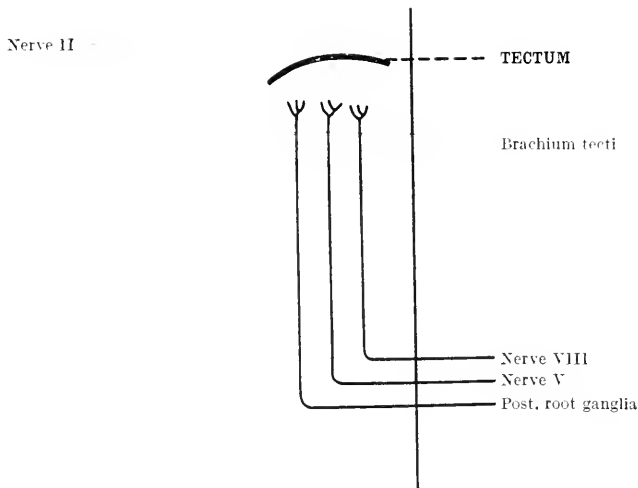 Nerve II
TECTUM
Brachium tecti
Nerve VIII
Nerve V
Post. root ganglia